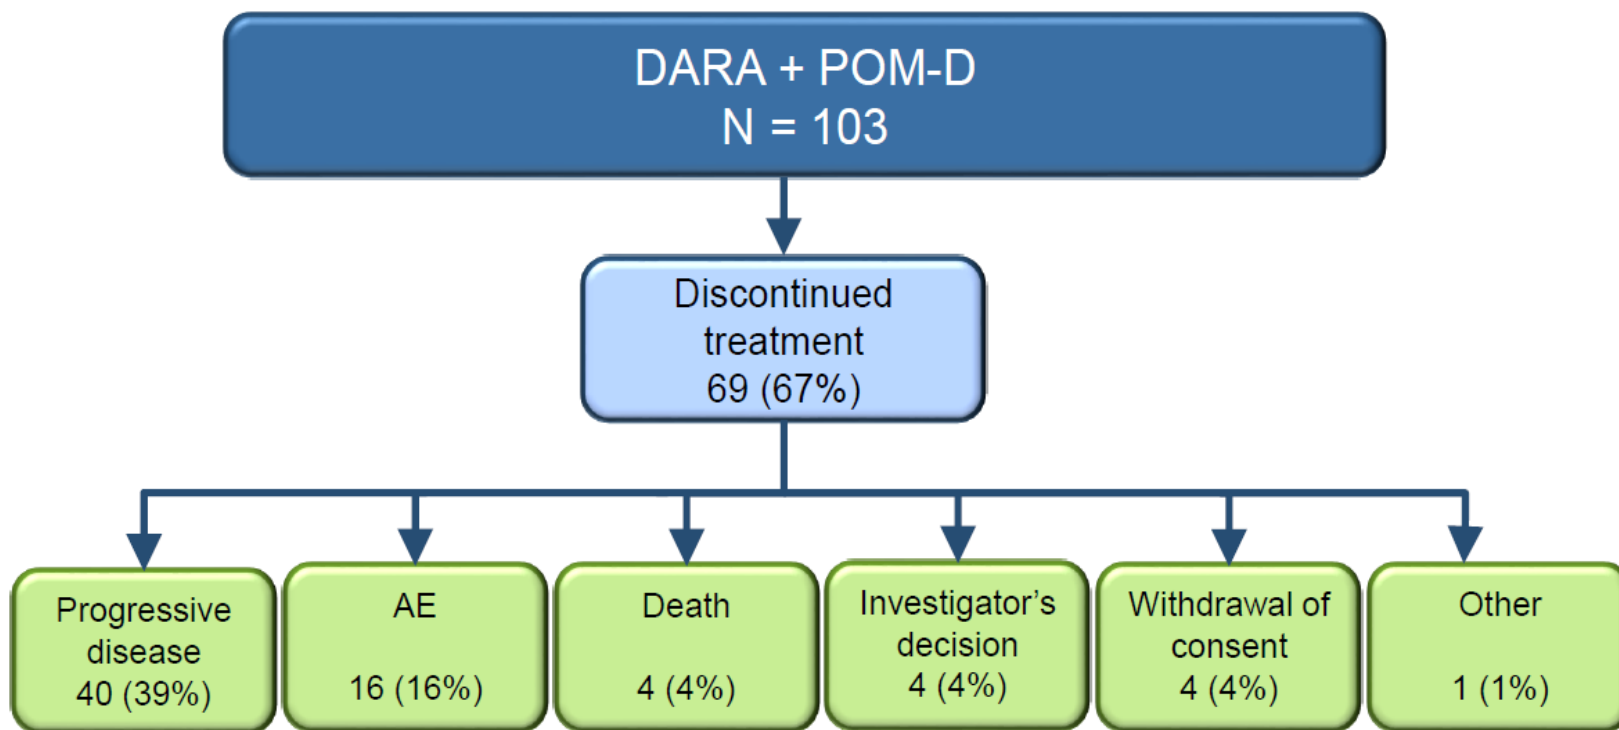 DARA + POM-D
N = 103
Discontinued
treatment
69 (67%)
Progressive
disease
40 (39%)
AE
16 (16%)
Death
4 (4%)
Investigator’s
decision
4 (4%)
Withdrawal of
consent
4 (4%)
Other
1 (1%)